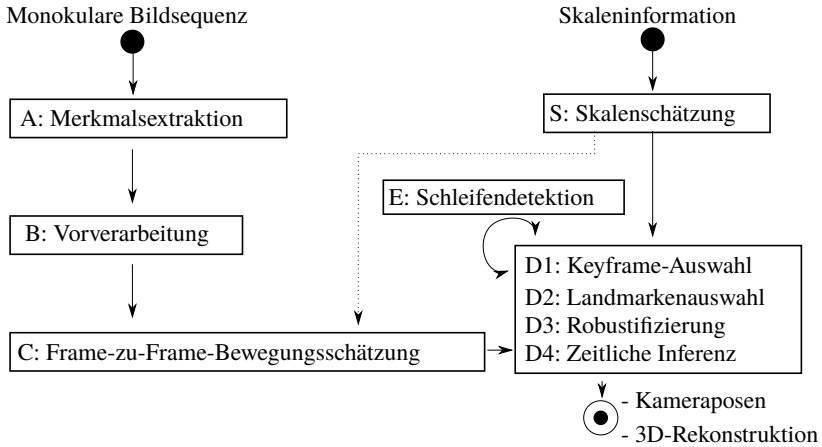 Monokulare Bildsequenz
Skaleninformation
A: Merkmalsextraktion
S: Skalenschätzung
E: Schleifendetektion
B: Vorverarbeitung
D1: Keyframe-Auswahl
D2: Landmarkenauswahl
D3: Robustifizierung
D4: Zeitliche Inferenz
C: Frame-zu-Frame-Bewegungsschätzung
- Kameraposen
- 3D-Rekonstruktion